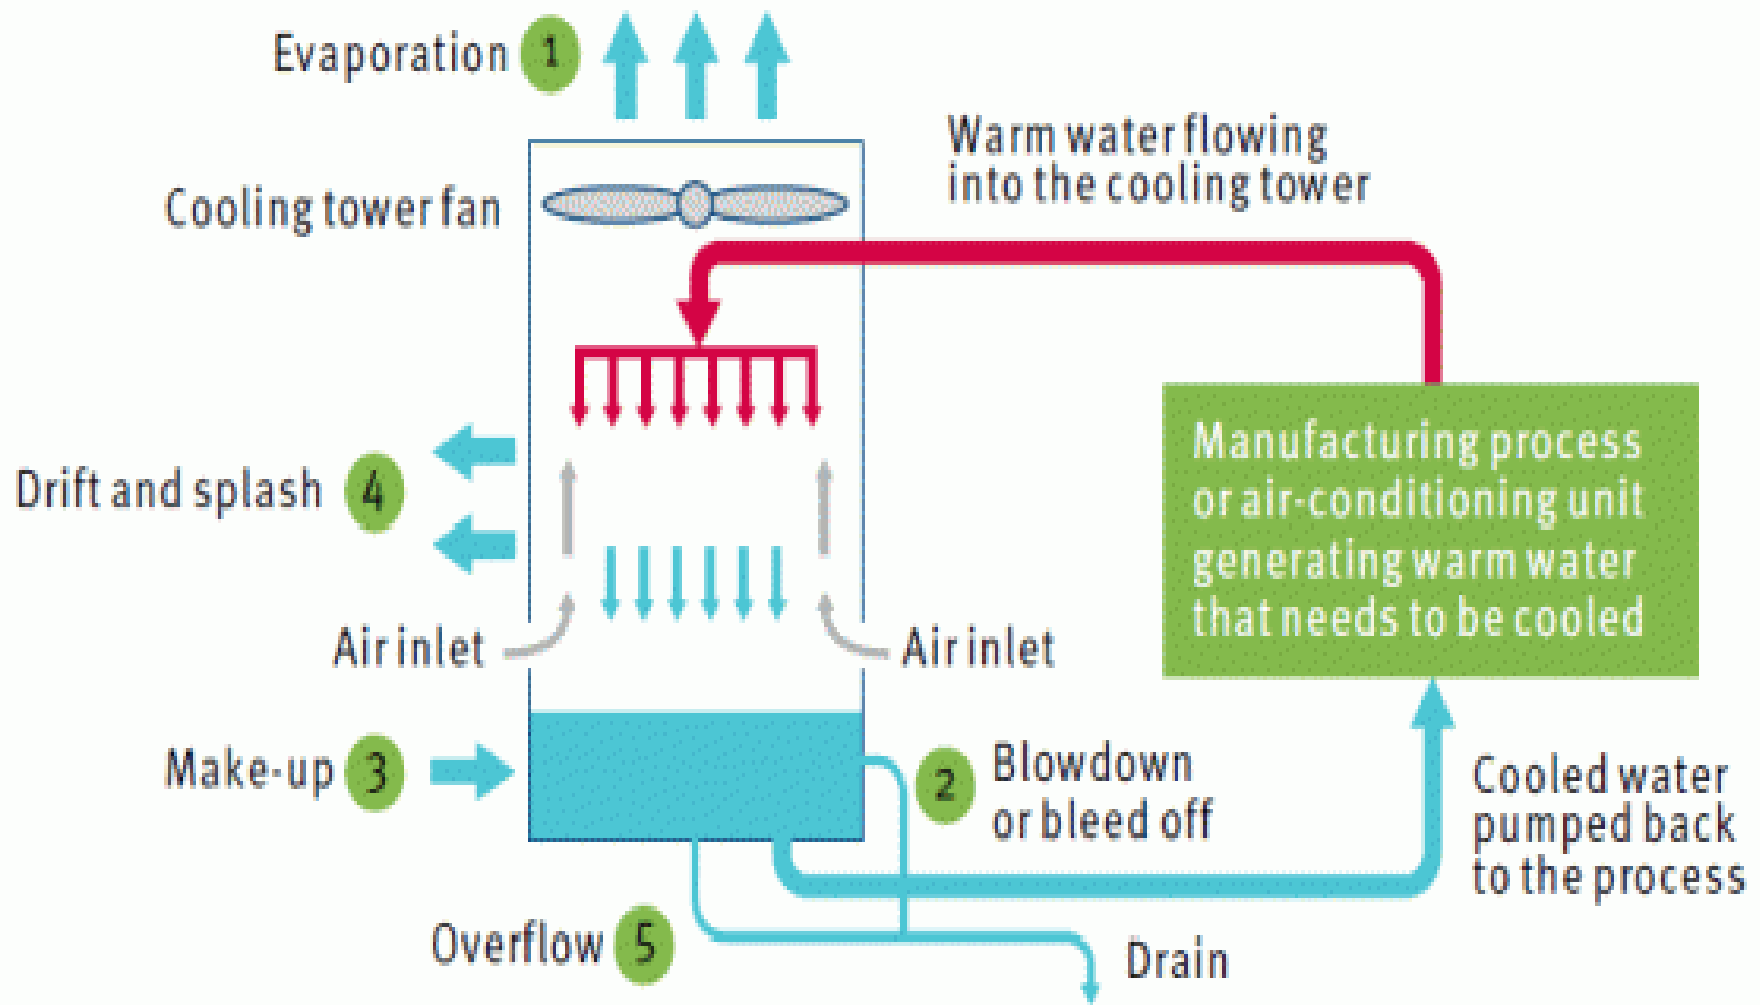 Evaporation 1
Warm water flowing
into the cooling tower
Cooling tower fan
Manufacturing process
or air-conditioning unit
generating warm water
that needs to be cooled
Drift and splash 4
Air inlet
Air inlet
Make-up 3
2 Blowdown
or bleed off
Cooled water
pumped back
to the process
Overflow 5
Drain